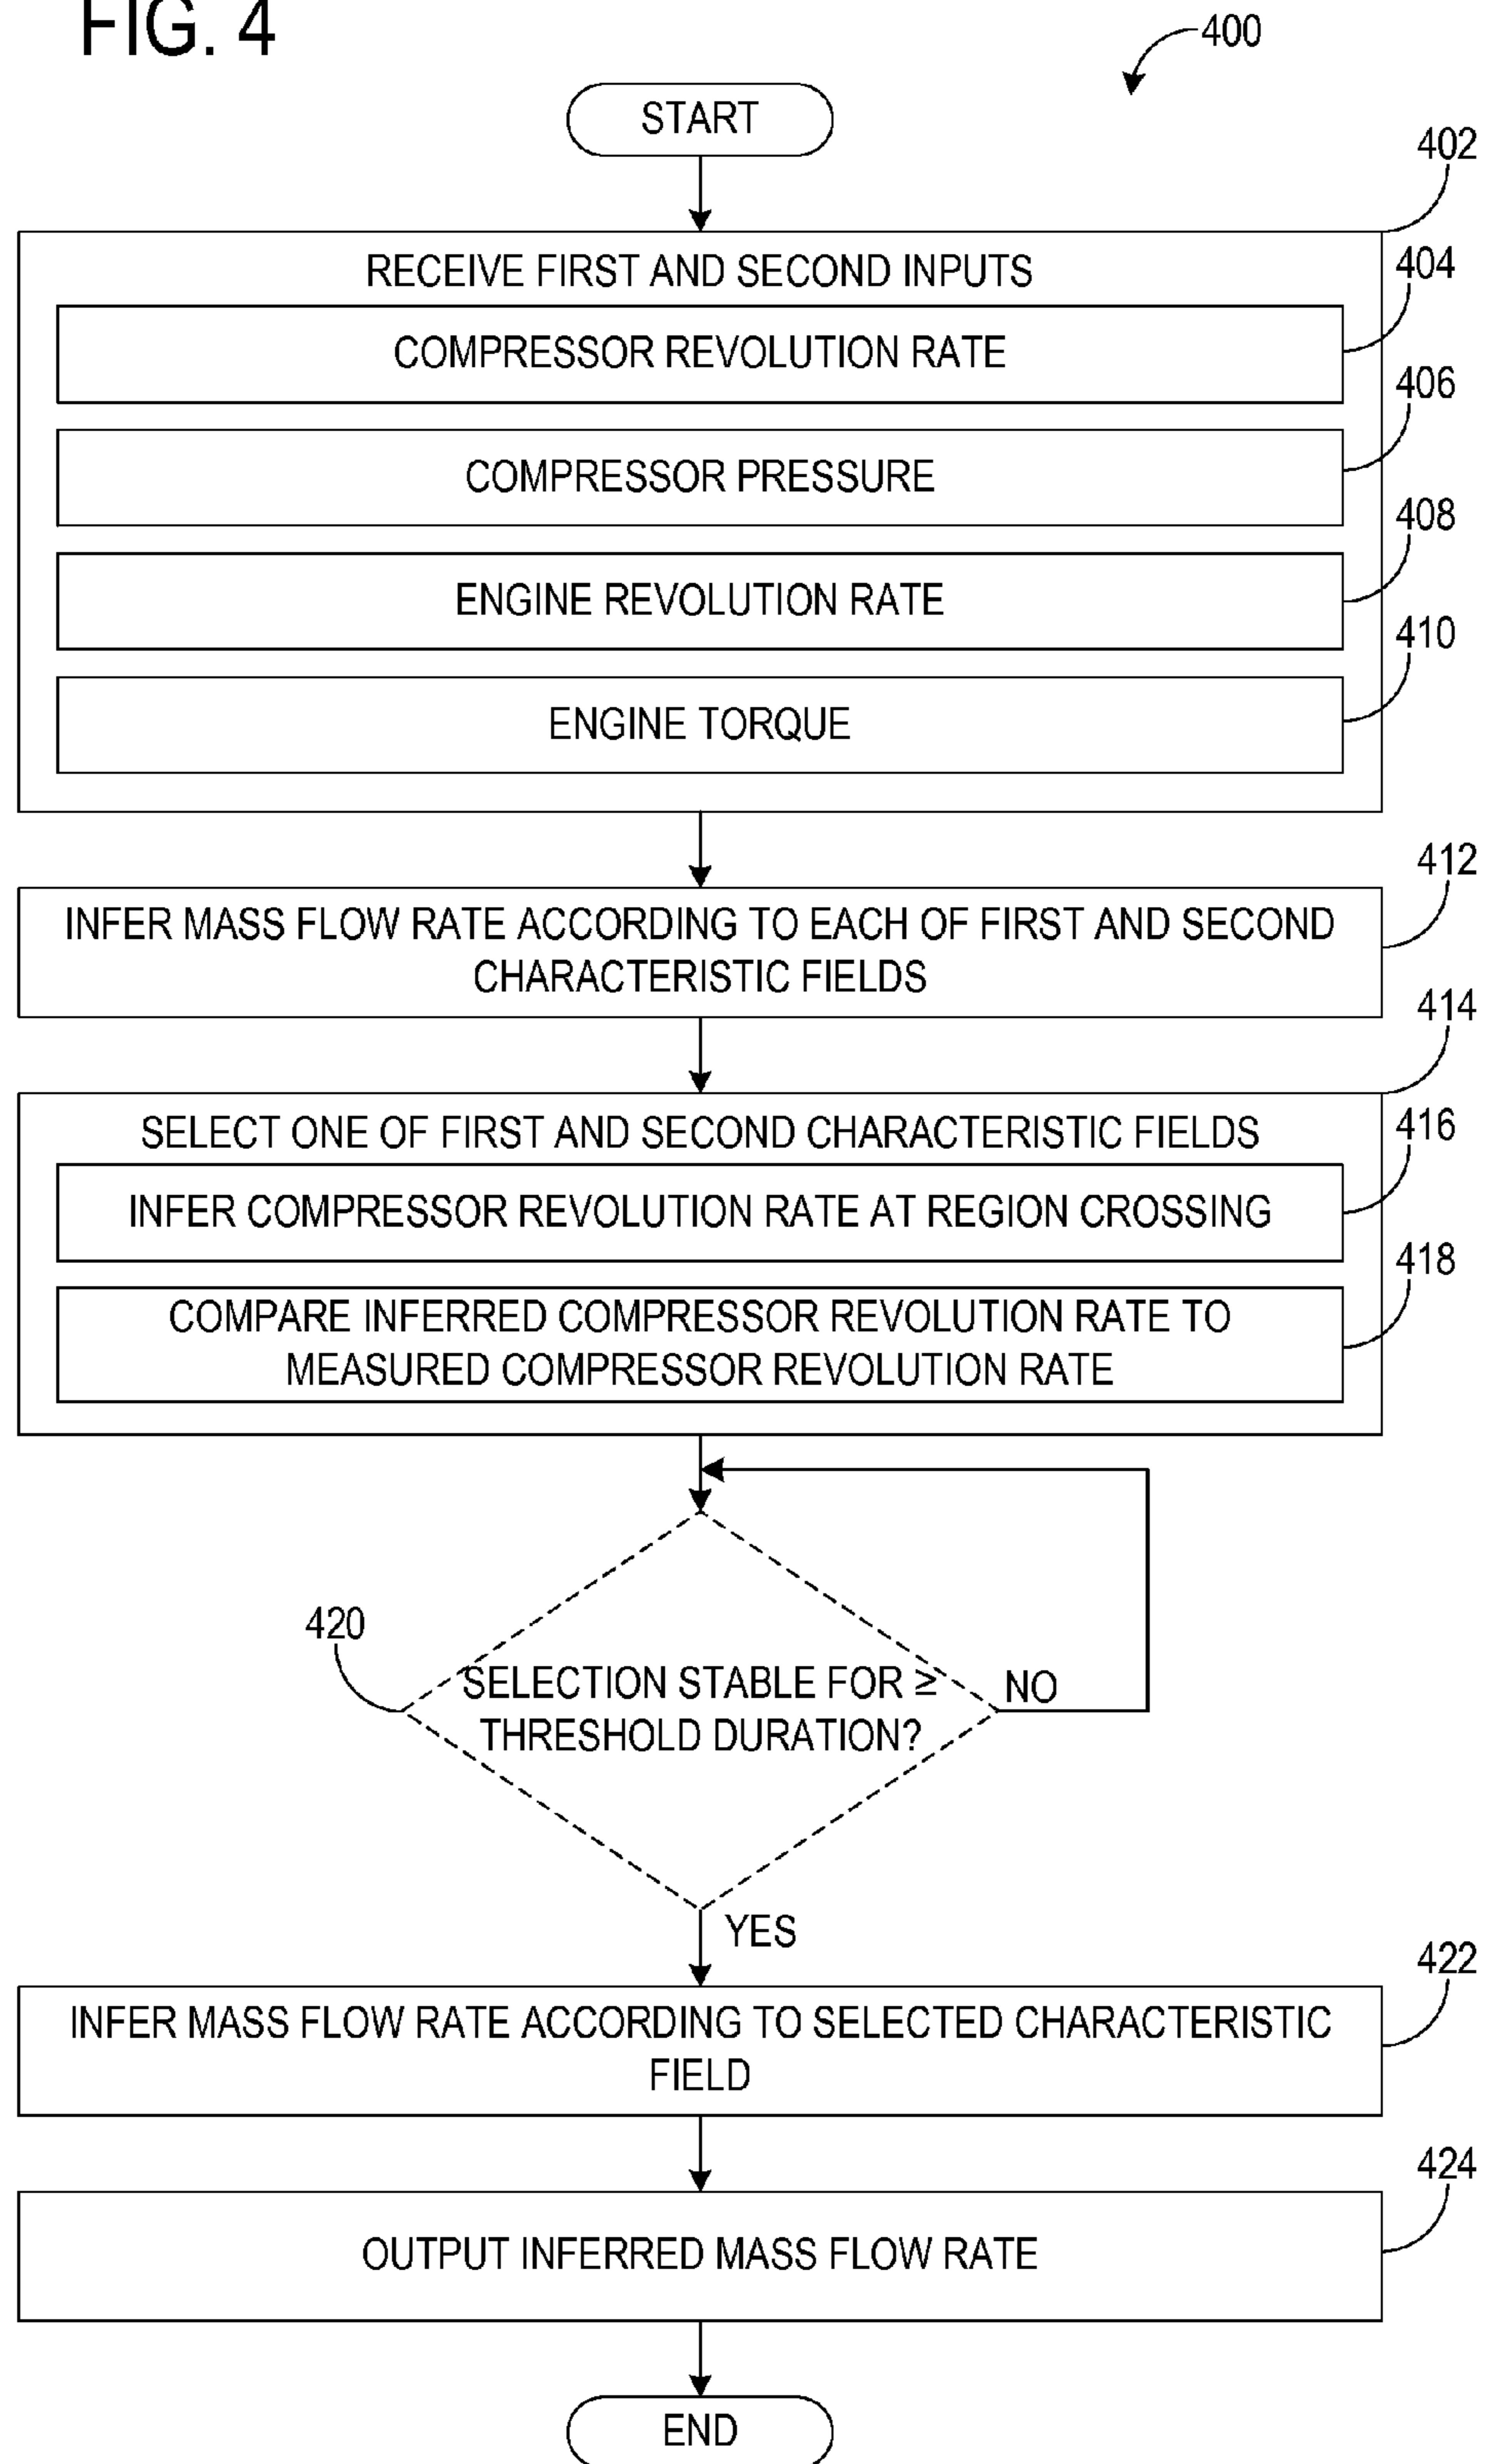 FIG. 4
400
START
402
RECEIVE FIRST AND SECOND INPUTS
404
COMPRESSOR REVOLUTION RATE
406
COMPRESSOR PRESSURE
408
ENGINE REVOLUTION RATE
410
ENGINE TORQUE
412
INFER MASS FLOW RATE ACCORDING TO EACH OF FIRST AND SECOND
CHARACTERISTIC FIELDS
414
SELECT ONE OF FIRST AND SECOND CHARACTERISTIC FIELDS
416
INFER COMPRESSOR REVOLUTION RATE AT REGION CROSSING
418
COMPARE INFERRED COMPRESSOR REVOLUTION RATE TO
MEASURED COMPRESSOR REVOLUTION RATE
420
SELECTION STABLE FOR ≥
THRESHOLD DURATION?
NO
YES
422
INFER MASS FLOW RATE ACCORDING TO SELECTED CHARACTERISTIC
FIELD
424
OUTPUT INFERRED MASS FLOW RATE
END